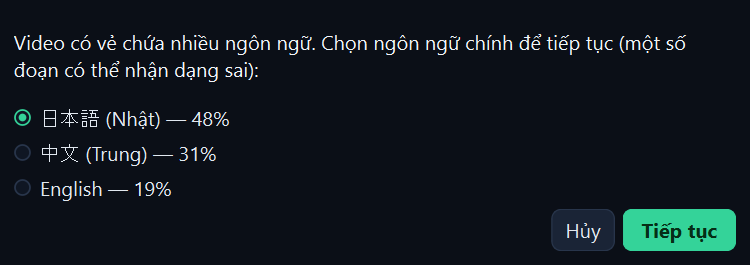 Video có vẻ chứa nhiều ngôn ngữ. Chọn ngôn ngữ chính để tiếp tục (một số
đoạn có thể nhận dạng sai):
日本語 (Nhật) — 48%
中文 (Trung) — 31%
English — 19%
Hủy
Tiếp tục